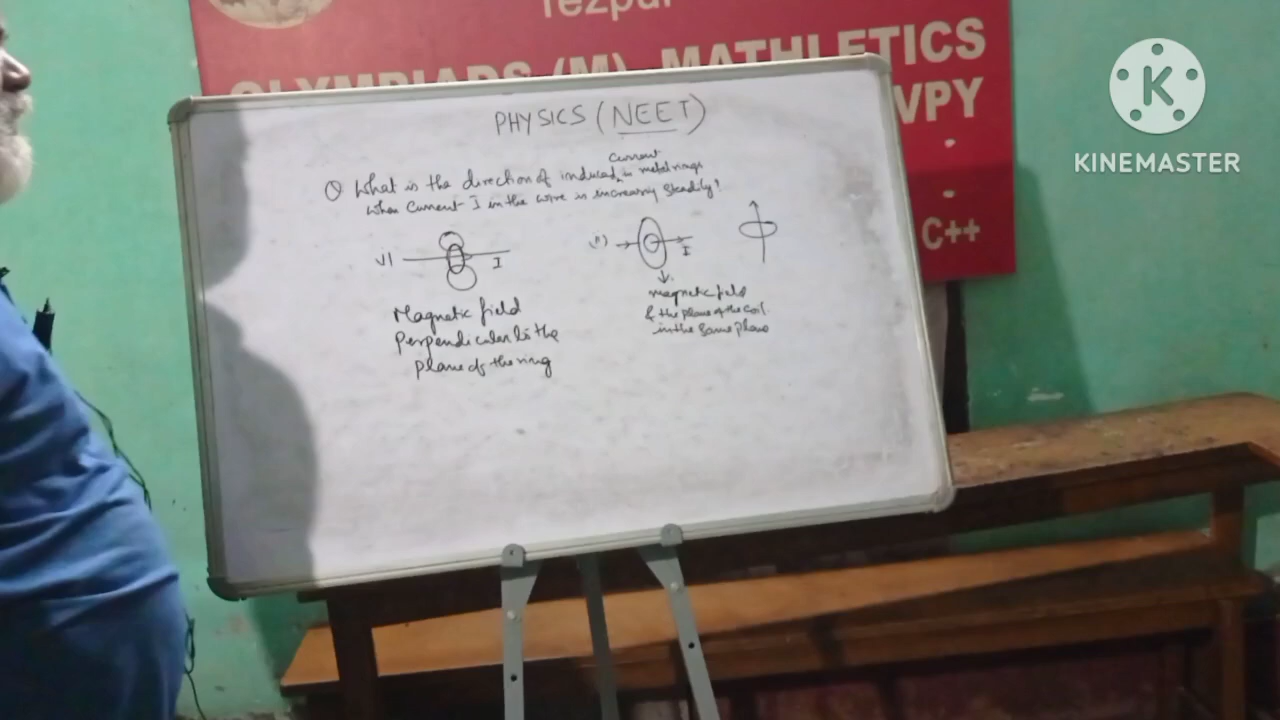 Tezpur
OLYMPIADS (M), MATHLETICS
VPY
C++
K
KINEMASTER
PHYSICS (NEET)
Q What is the direction of induced current in metal rings
when current I in the wire is increasing steadily?
I
I
Magnetic field
Perpendicular to the
plane of the ring
magnetic field
& the plane of the coil
in the same plane